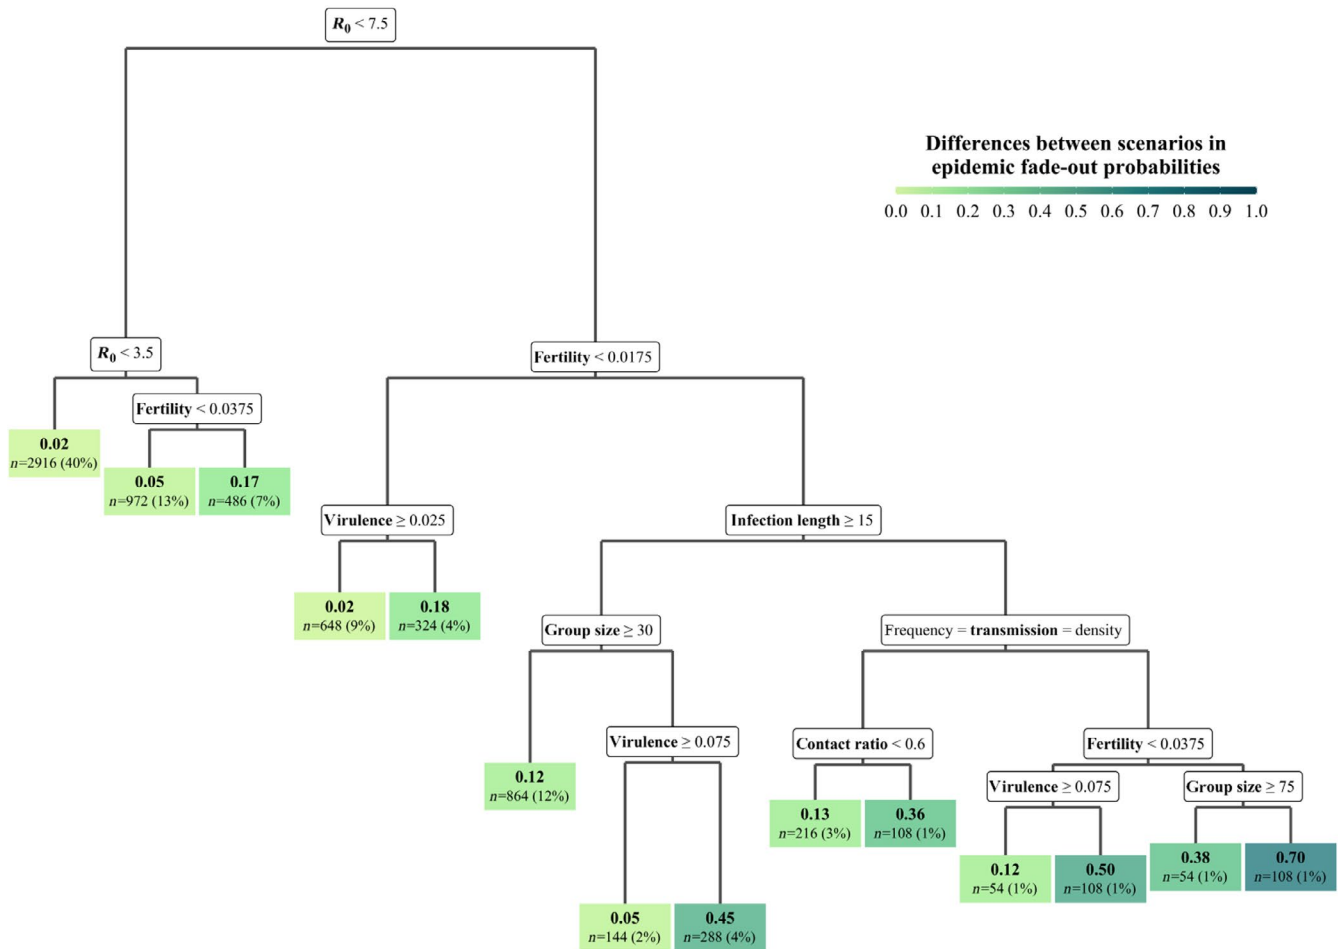 R0 < 7.5
Differences between scenarios in
epidemic fade-out probabilities
0.0 0.1 0.2 0.3 0.4 0.5 0.6 0.7 0.8 0.9 1.0
R0 < 3.5
Fertility < 0.0175
Fertility < 0.0375
0.02
n=2916 (40%)
0.05
n=972 (13%)
0.17
n=486 (7%)
Virulence ≥ 0.025
Infection length ≥ 15
0.02
n=648 (9%)
0.18
n=324 (4%)
Group size ≥ 30
Frequency = transmission = density
0.12
n=864 (12%)
Virulence ≥ 0.075
Contact ratio < 0.6
Fertility < 0.0375
0.13
n=216 (3%)
0.36
n=108 (1%)
Virulence ≥ 0.075
Group size ≥ 75
0.12
n=54 (1%)
0.50
n=108 (1%)
0.38
n=54 (1%)
0.70
n=108 (1%)
0.05
n=144 (2%)
0.45
n=288 (4%)